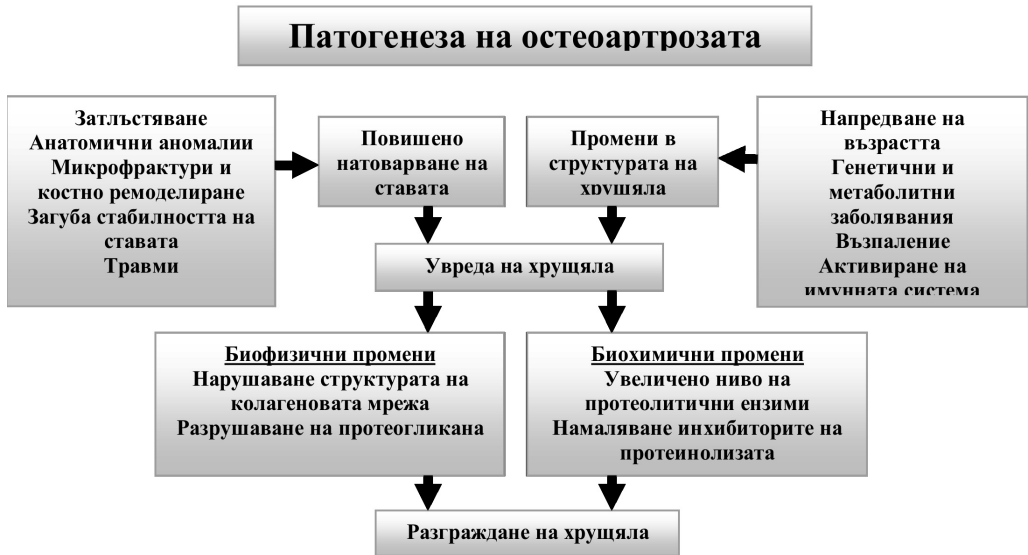 Патогенеза на остеоартрозата
Затлъстяване
Анатомични аномалии
Микрофрактури и
костно ремоделиране
Загуба стабилността на
ставата
Травми
Повишено
натоварване на
ставата
Промени в
структурата на
хрущяла
Напредване на
възрастта
Генетични и
метаболитни
заболявания
Възпаление
Активиране на
имунната система
Увреда на хрущяла
Биофизични промени
Нарушаване структурата на
колагеновата мрежа
Разрушаване на протеогликана
Биохимични промени
Увеличено ниво на
протеолитични ензими
Намаляване инхибиторите на
протеинолизата
Разграждане на хрущяла